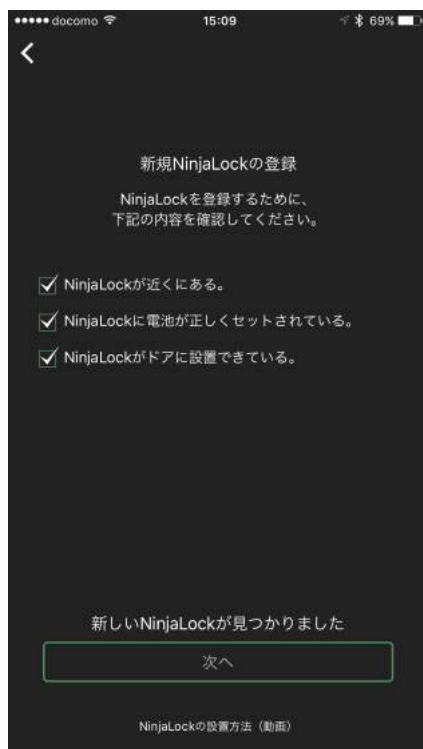 docomo 15:09 69%
新規NinjaLockの登録
NinjaLockを登録するために、
下記の内容を確認してください。
NinjaLockが近くにある。
NinjaLockに電池が正しくセットされている。
NinjaLockがドアに設置できている。
新しいNinjaLockが見つかりました
次へ
NinjaLockの設置方法（動画）